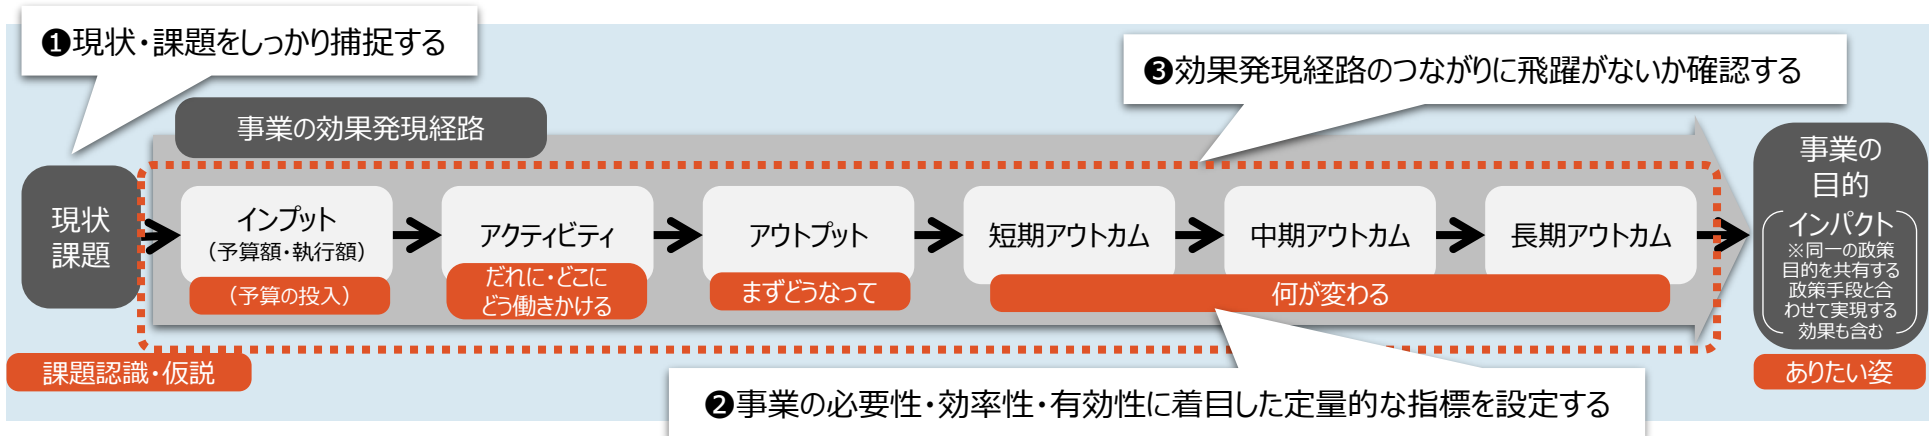 ❶現状・課題をしっかり捕捉する
❸効果発現経路のつながりに飛躍がないか確認する
事業の効果発現経路
現状
課題
インプット
（予算額・執行額）
（予算の投入）
アクティビティ
だれに・どこに
どう働きかける
アウトプット
まずどうなって
短期アウトカム
中期アウトカム
長期アウトカム
何が変わる
事業の
目的
インパクト
※同一の政策
目的を共有する
政策手段と合
わせて実現する
効果も含む
課題認識・仮説
ありたい姿
❷事業の必要性・効率性・有効性に着目した定量的な指標を設定する